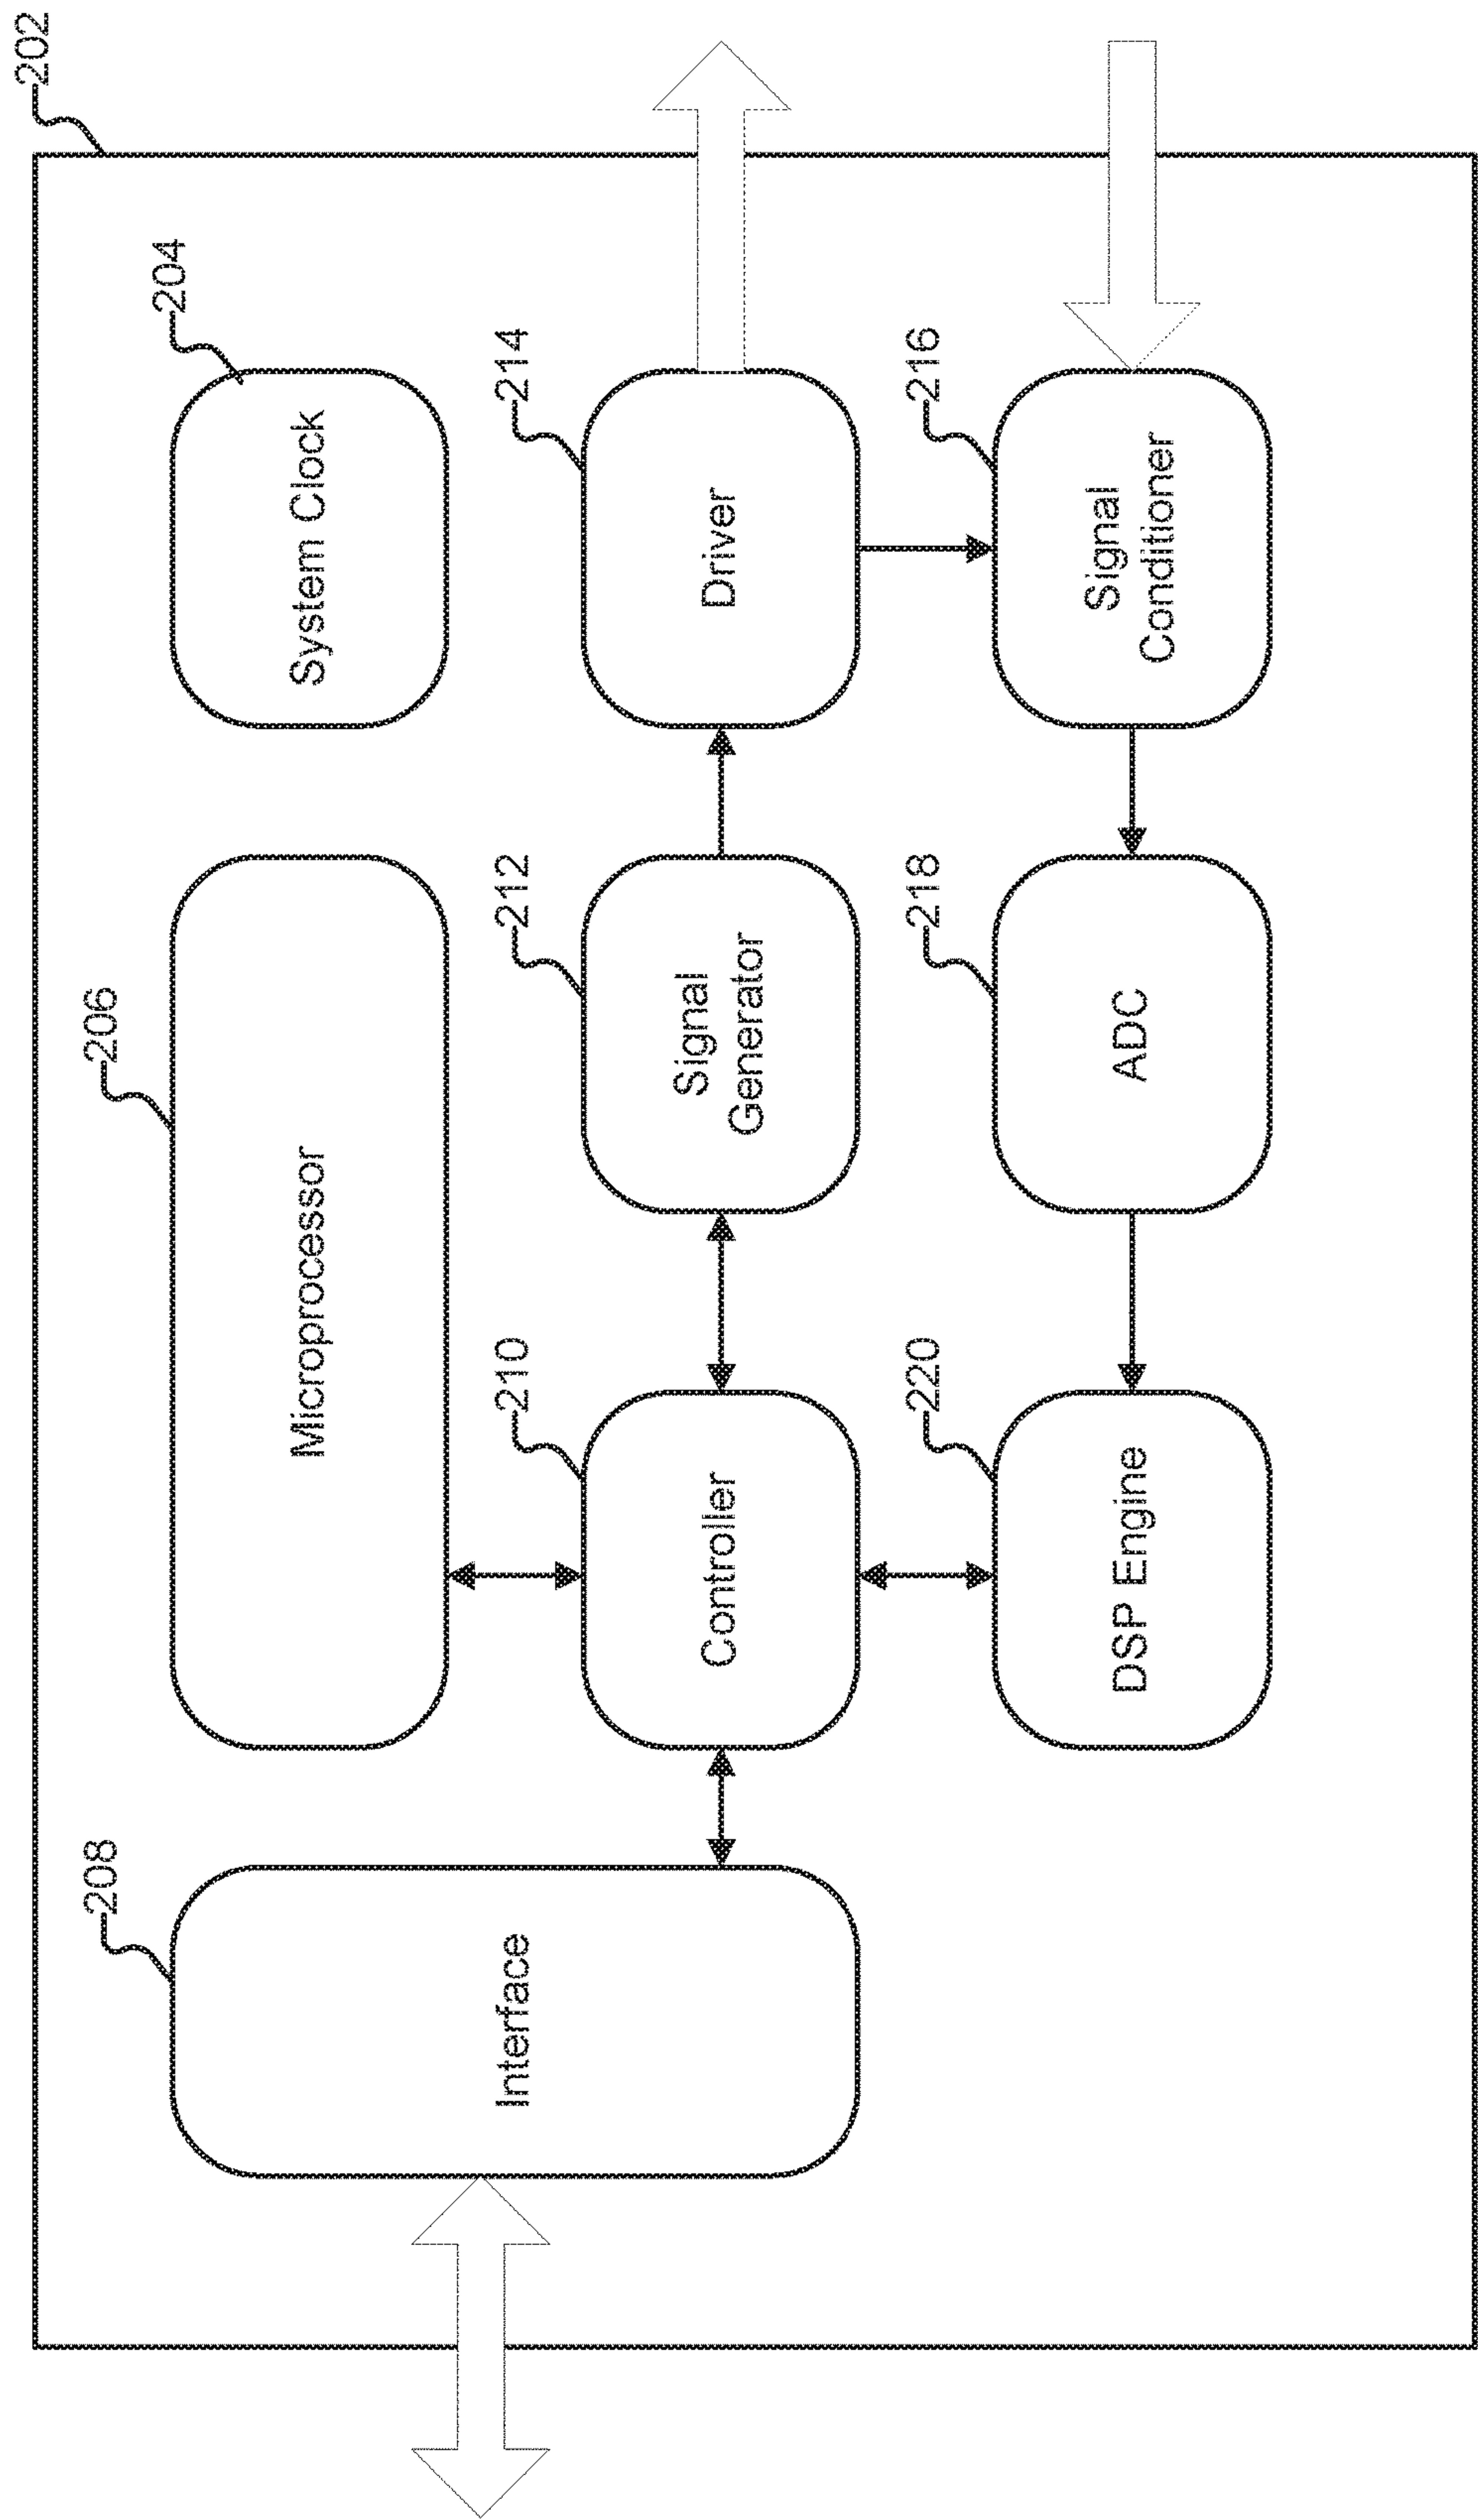 202
208
206
204
Interface
Microprocessor
System Clock
210
212
214
Controller
Signal
Generator
Driver
220
218
216
DSP Engine
ADC
Signal
Conditioner